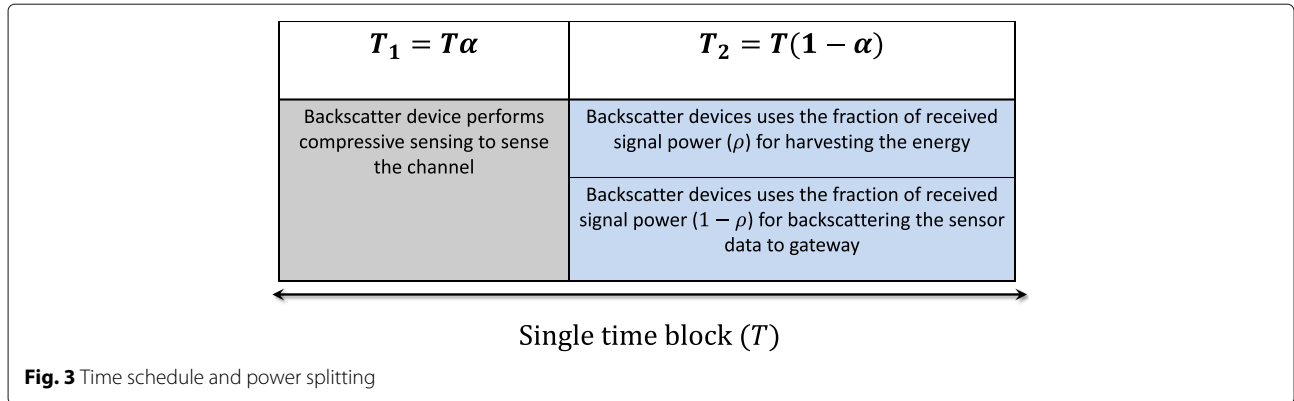 T₁ = Tα
T₂ = T(1 − α)
Backscatter device performs
compressive sensing to sense
the channel
Backscatter devices uses the fraction of received
signal power (ρ) for harvesting the energy
Backscatter devices uses the fraction of received
signal power (1 − ρ) for backscattering the sensor
data to gateway
Single time block (T)
Fig. 3 Time schedule and power splitting